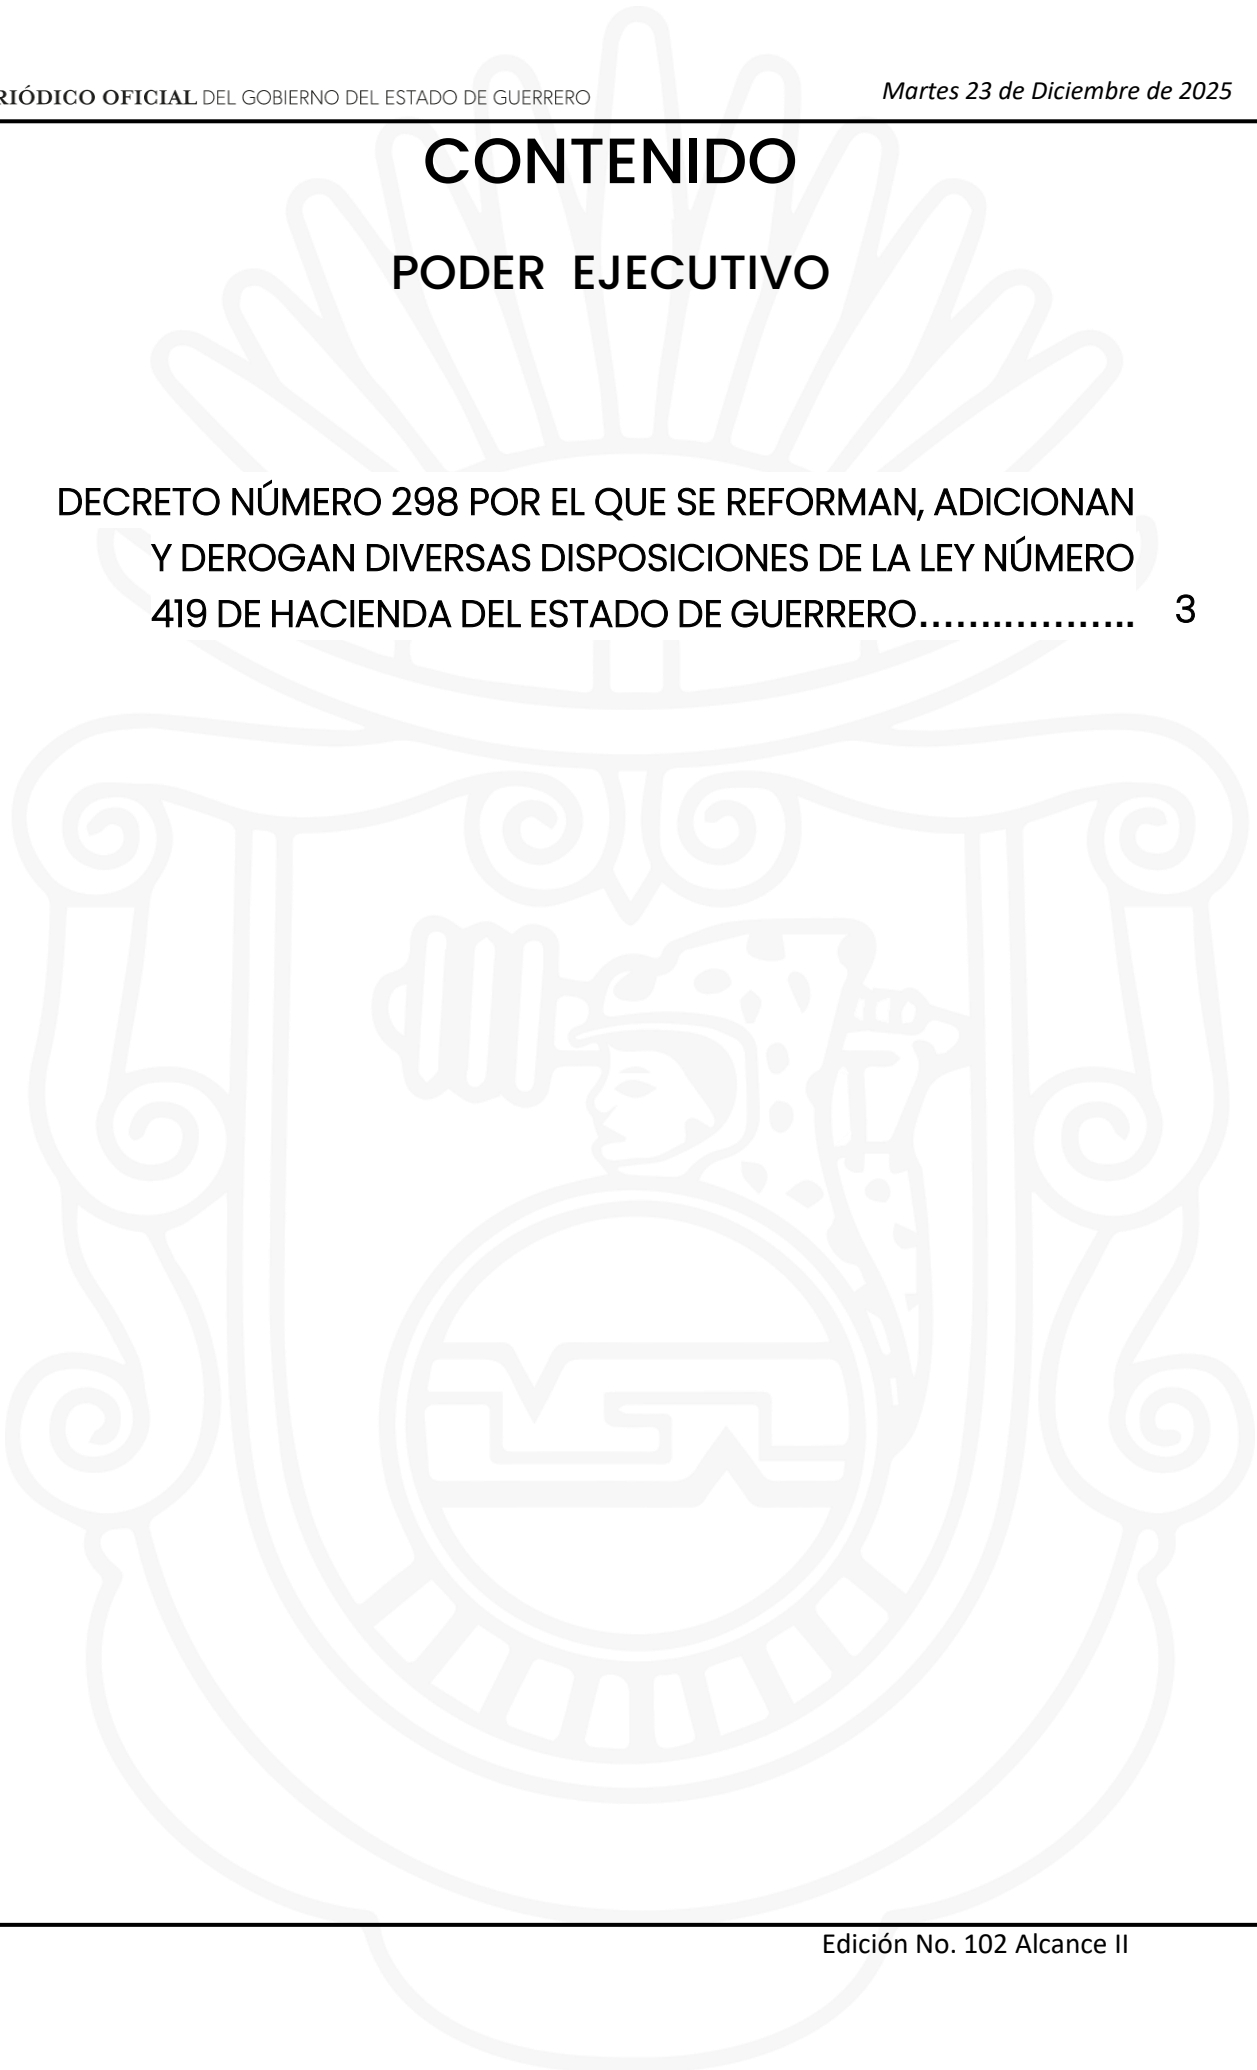 RIÓDICO OFICIAL DEL GOBIERNO DEL ESTADO DE GUERRERO
Martes 23 de Diciembre de 2025
CONTENIDO
PODER EJECUTIVO
DECRETO NÚMERO 298 POR EL QUE SE REFORMAN, ADICIONAN
Y DEROGAN DIVERSAS DISPOSICIONES DE LA LEY NÚMERO
419 DE HACIENDA DEL ESTADO DE GUERRERO………………….. 3
Edición No. 102 Alcance II